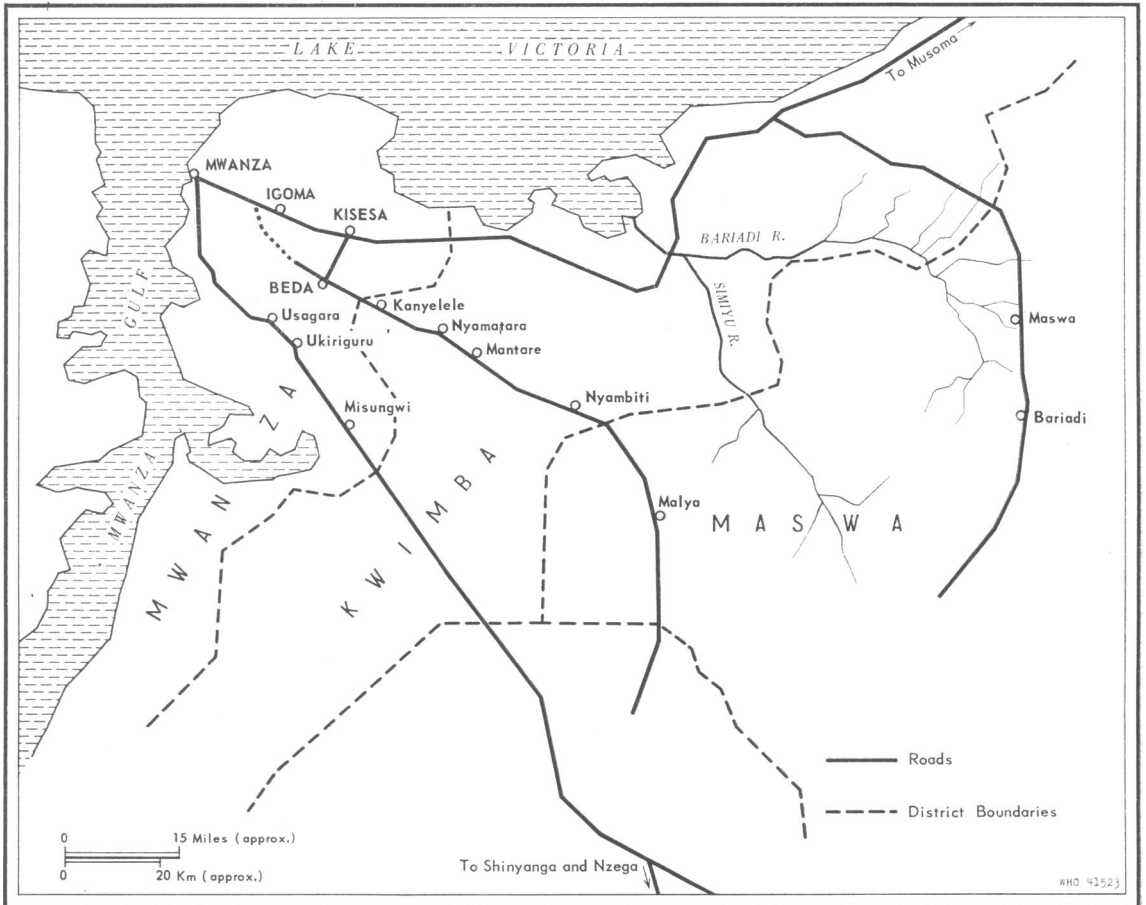 LAKE VICTORIA
To Musoma
MWANZA
IGOMA
KISESA
BARIADI R.
BEDA
Kanyelele
GULF
Usagara
SIMIYU R.
Nyamatara
Maswa
Ukiriguru
Mantare
ZA
Nyambiti
Misungwi
Bariadi
MWANZA
Malya
MASWA
MWAN
KWIMBA
Roads
District Boundaries
0 15 Miles (approx.)
0 20 Km (approx.)
To Shinyanga and Nzega
WHO 41523